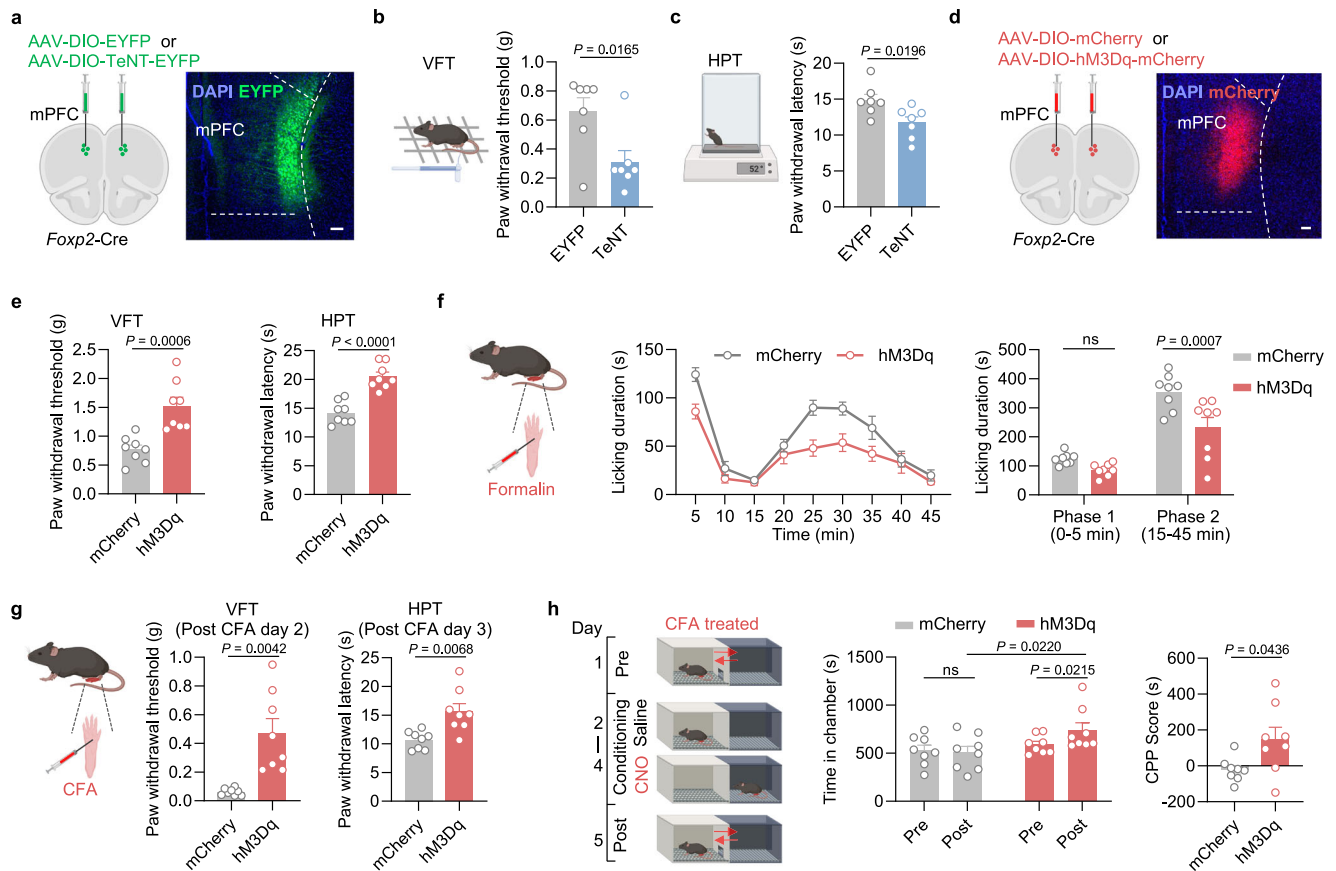 a
AAV-DIO-EYFP or
AAV-DIO-TeNT-EYFP
mPFC
Foxp2-Cre
DAPI EYFP
mPFC
b
VFT
Paw withdrawal threshold (g)
P = 0.0165
1.0
0.8
0.6
0.4
0.2
0.0
EYFP
TeNT
c
HPT
52°
Paw withdrawal latency (s)
P = 0.0196
20
15
10
5
0
EYFP
TeNT
d
AAV-DIO-mCherry or
AAV-DIO-hM3Dq-mCherry
mPFC
Foxp2-Cre
DAPI mCherry
mPFC
e
VFT
Paw withdrawal threshold (g)
P = 0.0006
2.5
2.0
1.5
1.0
0.5
0.0
mCherry
hM3Dq
HPT
Paw withdrawal latency (s)
P < 0.0001
25
20
15
10
5
0
mCherry
hM3Dq
f
Formalin
Licking duration (s)
150
100
50
0
mCherry
hM3Dq
5 10 15 20 25 30 35 40 45
Time (min)
Licking duration (s)
500
400
300
200
100
0
ns
P = 0.0007
mCherry
hM3Dq
Phase 1
(0-5 min)
Phase 2
(15-45 min)
g
CFA
VFT
(Post CFA day 2)
Paw withdrawal threshold (g)
P = 0.0042
1.0
0.8
0.6
0.4
0.2
0.0
mCherry
hM3Dq
HPT
(Post CFA day 3)
Paw withdrawal latency (s)
P = 0.0068
25
20
15
10
5
0
mCherry
hM3Dq
h
Day
CFA treated
1
Pre
2
4
Conditioning
Saline
CNO
5
Post
mCherry
hM3Dq
Time in chamber (s)
1500
1000
500
0
ns
P = 0.0220
P = 0.0215
Pre
Post
Pre
Post
CPP Score (s)
P = 0.0436
600
400
200
0
-200
mCherry
hM3Dq